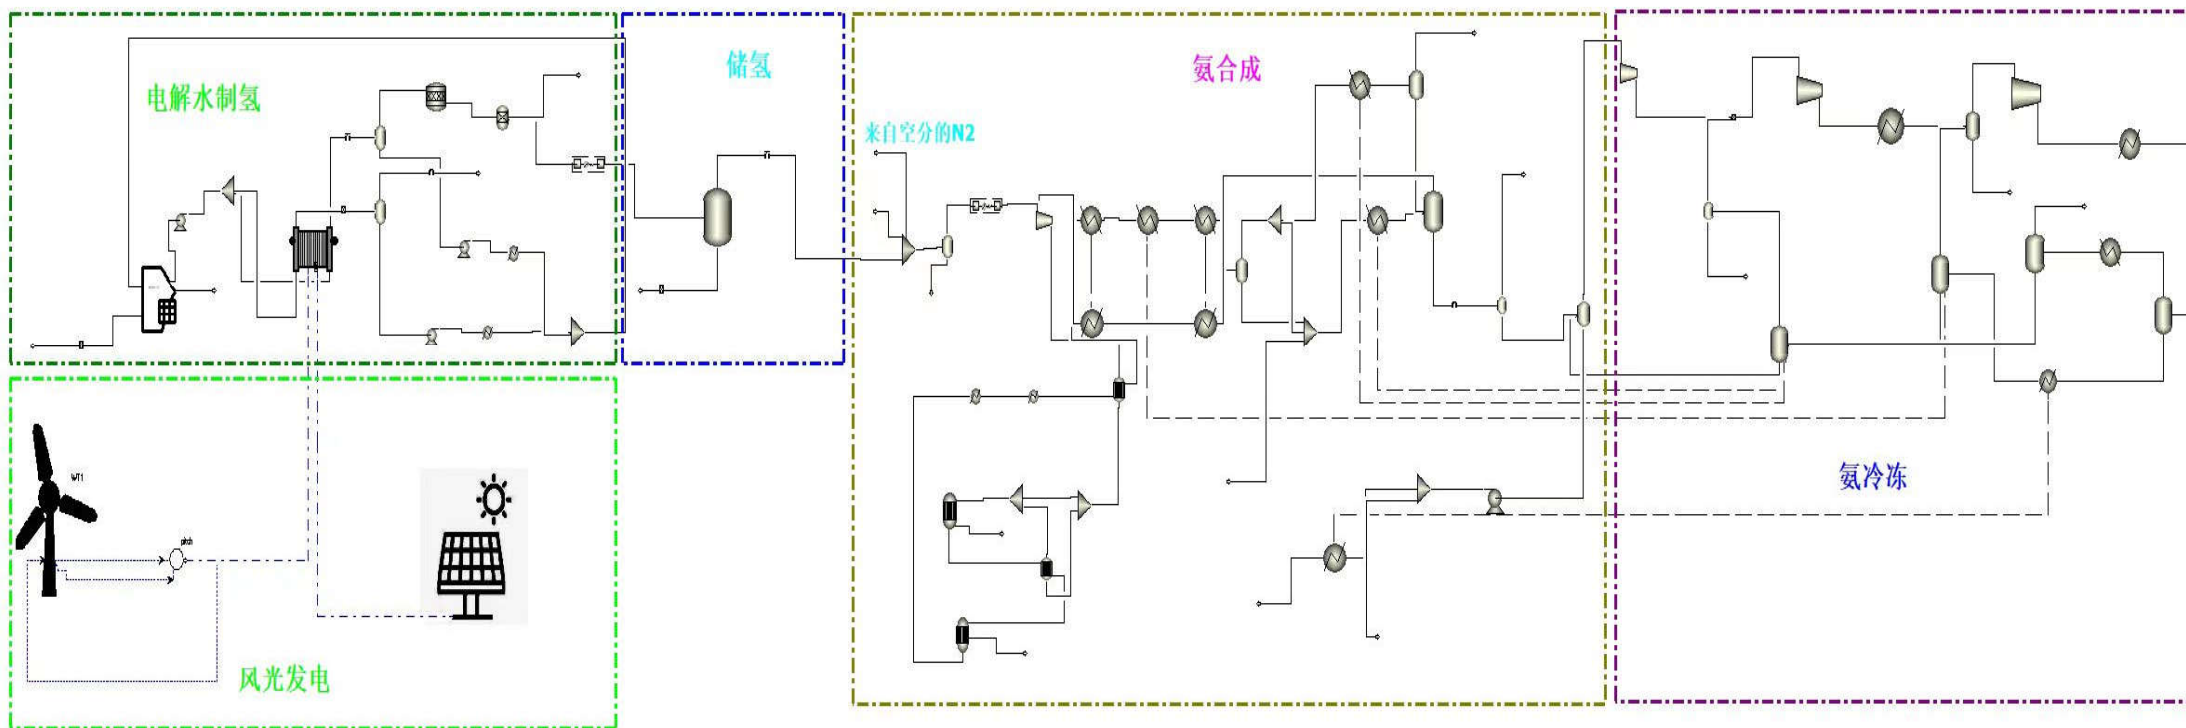 电解水制氢
储氢
氨合成
来自空分的N2
氨冷冻
WT1
pitch
风光发电